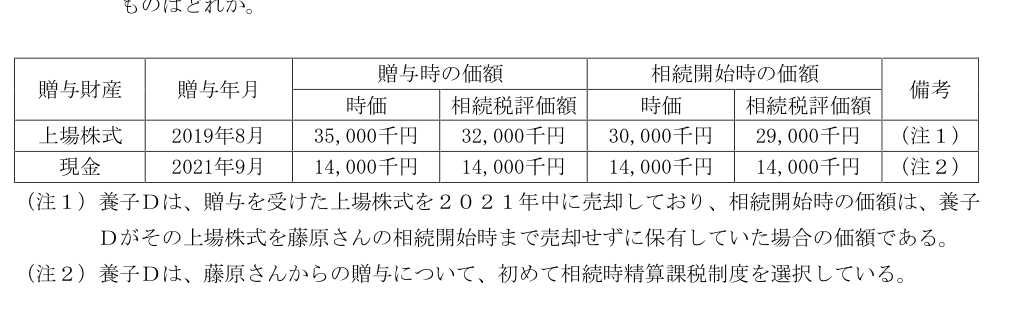 ものはどれか。
贈与財産 贈与年月 贈与時の価額 相続開始時の価額 備考
時価 相続税評価額 時価 相続税評価額
上場株式 2019年8月 35,000千円 32,000千円 30,000千円 29,000千円 （注１）
現金 2021年9月 14,000千円 14,000千円 14,000千円 14,000千円 （注２）
（注１）養子Ｄは、贈与を受けた上場株式を２０２１年中に売却しており、相続開始時の価額は、養子
Ｄがその上場株式を藤原さんの相続開始時まで売却せずに保有していた場合の価額である。
（注２）養子Ｄは、藤原さんからの贈与について、初めて相続時精算課税制度を選択している。